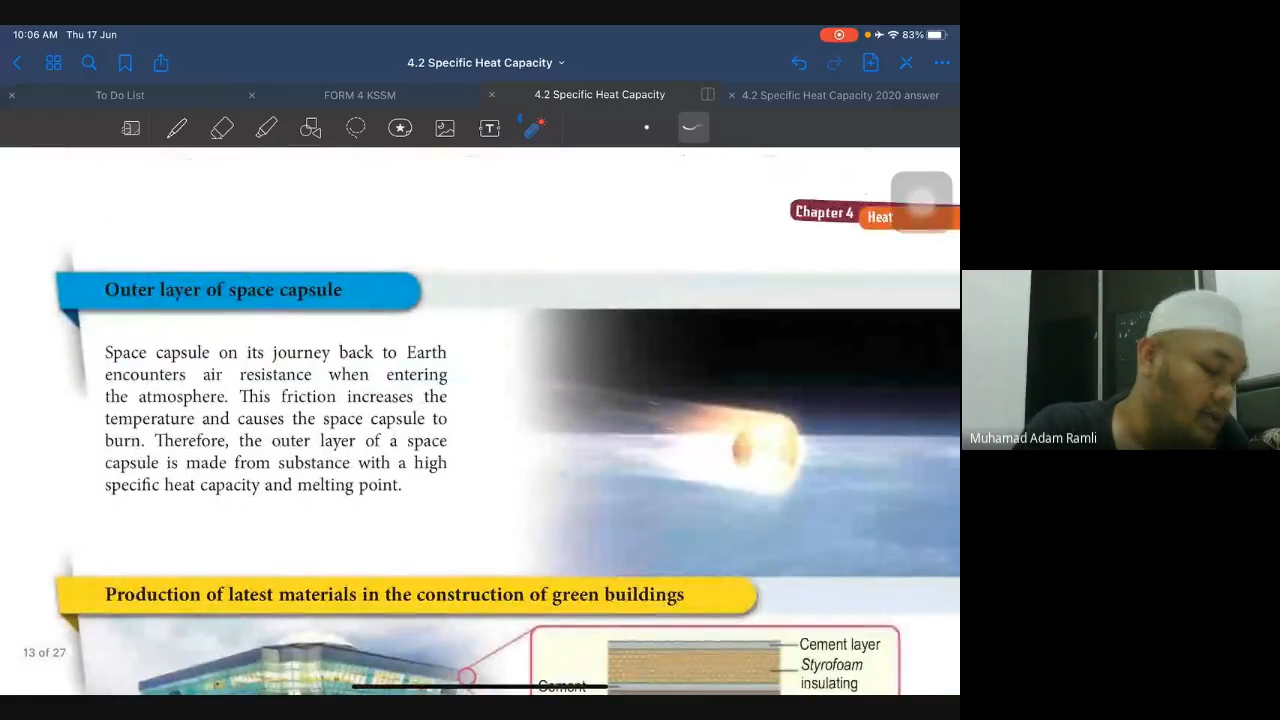 10:06 AM Thu 17 Jun
83%
4.2 Specific Heat Capacity
To Do List
FORM 4 KSSM
4.2 Specific Heat Capacity
4.2 Specific Heat Capacity 2020 answer
T
Chapter 4 Heat
Outer layer of space capsule
Space capsule on its journey back to Earth
encounters air resistance when entering
the atmosphere. This friction increases the
temperature and causes the space capsule to
burn. Therefore, the outer layer of a space
capsule is made from substance with a high
specific heat capacity and melting point.
Muhamad Adam Ramli
Production of latest materials in the construction of green buildings
13 of 27
Cement layer
Styrofoam
insulating
Cement